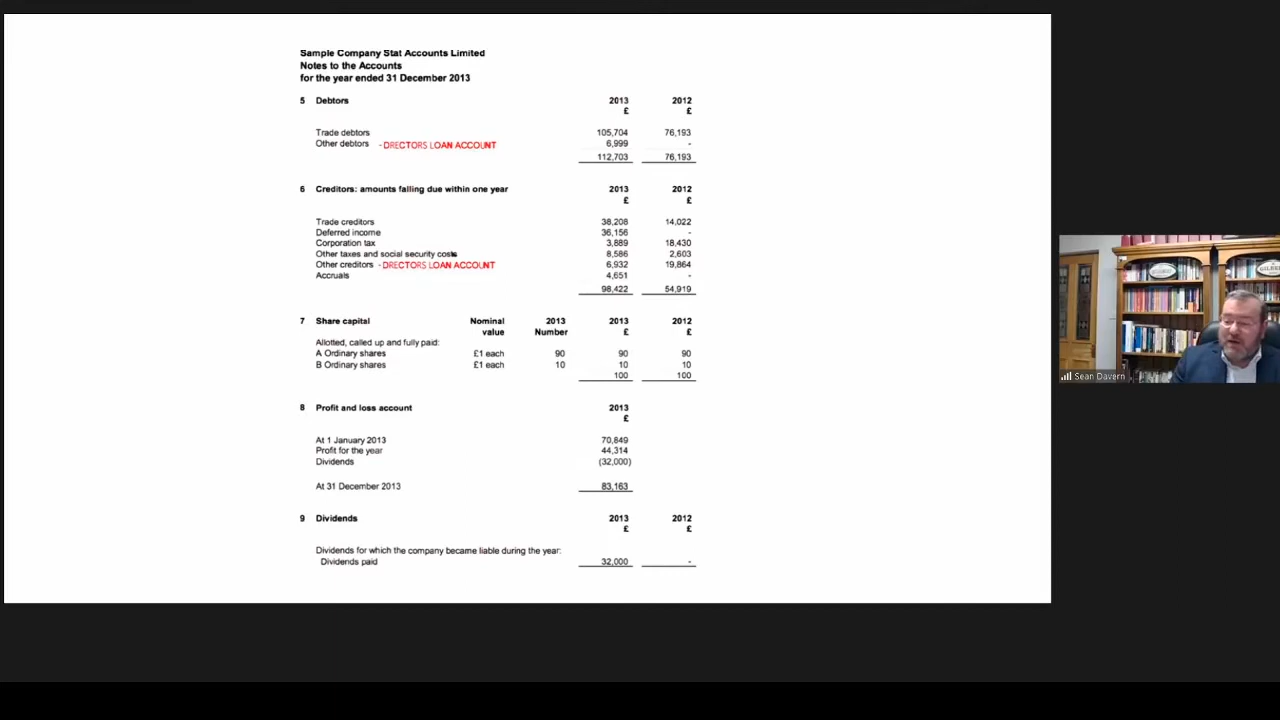 Sample Company Stat Accounts Limited
Notes to the Accounts
for the year ended 31 December 2013
5 Debtors 2013 2012
£ £
Trade debtors 105,704 76,193
Other debtors - DRECTORS LOAN ACCOUNT 6,999 -
112,703 76,193
6 Creditors: amounts falling due within one year 2013 2012
£ £
Trade creditors 38,208 14,022
Deferred income 36,156 -
Corporation tax 3,889 18,430
Other taxes and social security costs 8,586 2,603
Other creditors - DRECTORS LOAN ACCOUNT 6,932 19,864
Accruals 4,651 -
98,422 54,919
7 Share capital Nominal 2013 2013 2012
value Number £ £
Allotted, called up and fully paid:
A Ordinary shares £1 each 90 90 90
B Ordinary shares £1 each 10 10 10
100 100
8 Profit and loss account 2013
£
At 1 January 2013 70,849
Profit for the year 44,314
Dividends (32,000)
At 31 December 2013 83,163
9 Dividends 2013 2012
£ £
Dividends for which the company became liable during the year:
Dividends paid 32,000 -
Sean Davern